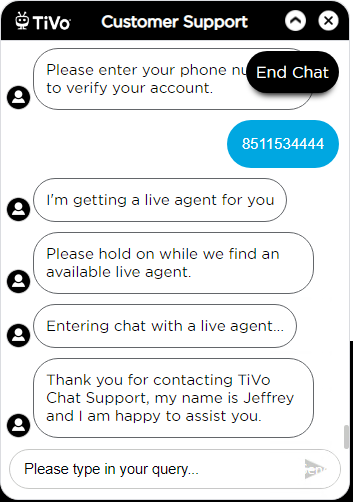 TiVo Customer Support
Please enter your phone nu
to verify your account.
End Chat
8511534444
I'm getting a live agent for you
Please hold on while we find an
available live agent.
Entering chat with a live agent...
Thank you for contacting TiVo
Chat Support, my name is Jeffrey
and I am happy to assist you.
Please type in your query...